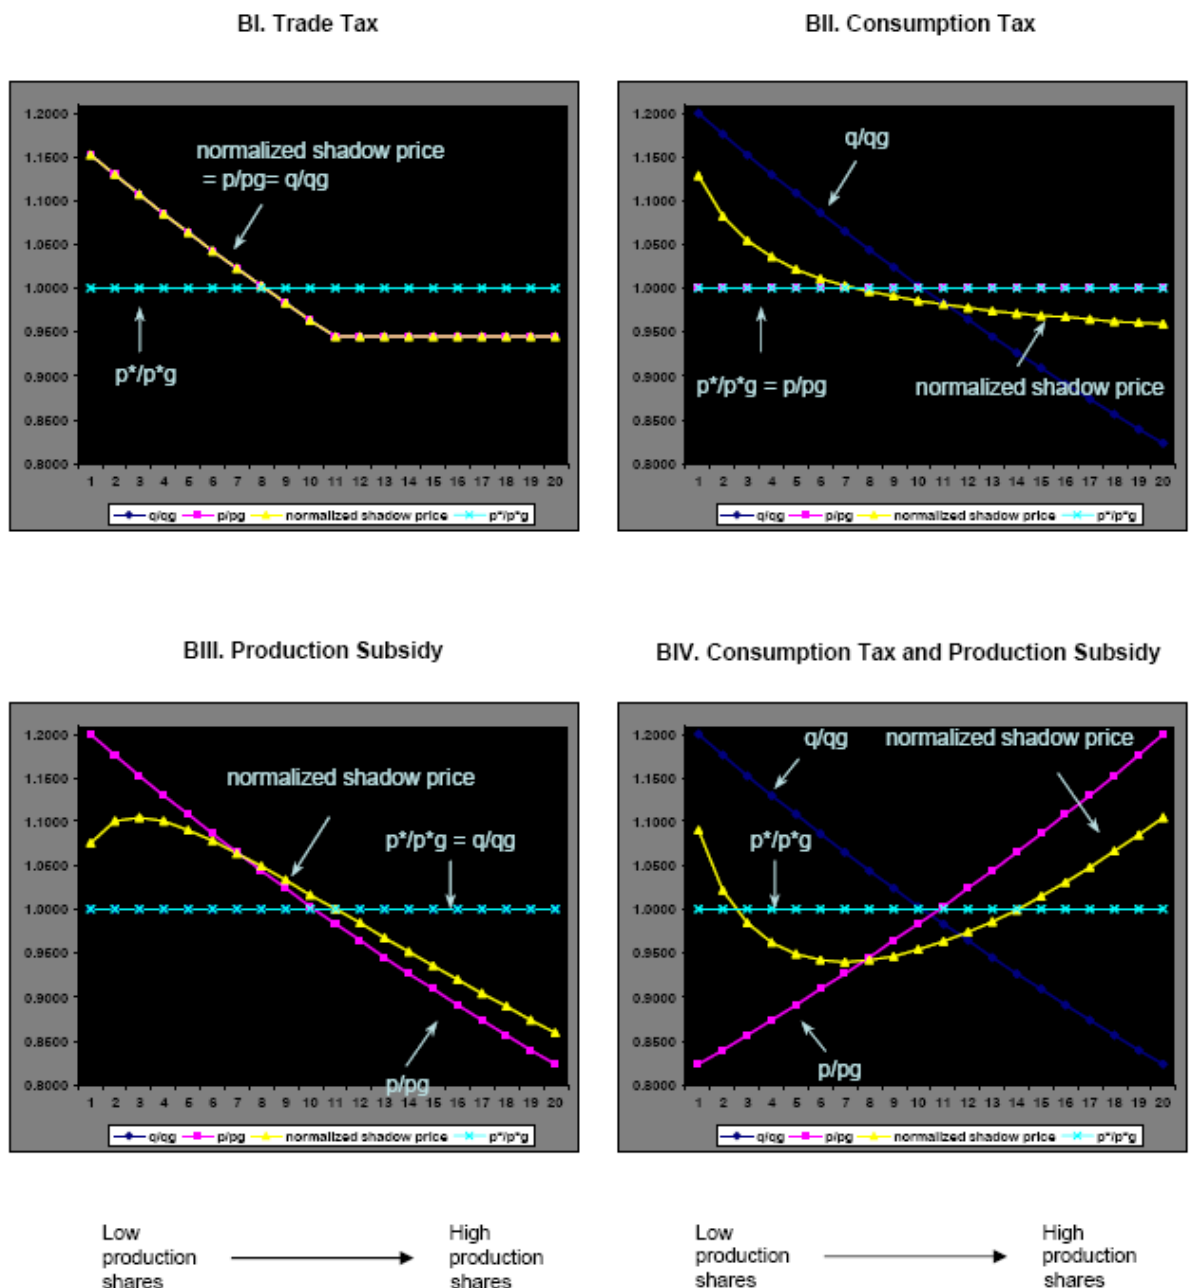 BI. Trade Tax
1.2000
1.1500
1.1000
1.0500
1.0000
0.9500
0.9000
0.8500
0.8000
normalized shadow price
= p/pg= q/qg
p*/p*g
1 2 3 4 5 6 7 8 9 10 11 12 13 14 15 16 17 18 19 20
q/qg p/pg normalized shadow price p*/p*g
BII. Consumption Tax
1.2000
1.1500
1.1000
1.0500
1.0000
0.9500
0.9000
0.8500
0.8000
q/qg
p*/p*g = p/pg
normalized shadow price
1 2 3 4 5 6 7 8 9 10 11 12 13 14 15 16 17 18 19 20
q/qg p/pg normalized shadow price p*/p*g
BIII. Production Subsidy
1.2000
1.1500
1.1000
1.0500
1.0000
0.9500
0.9000
0.8500
0.8000
normalized shadow price
p*/p*g = q/qg
p/pg
1 2 3 4 5 6 7 8 9 10 11 12 13 14 15 16 17 18 19 20
q/qg p/pg normalized shadow price p*/p*g
BIV. Consumption Tax and Production Subsidy
1.2000
1.1500
1.1000
1.0500
1.0000
0.9500
0.9000
0.8500
0.8000
q/qg
normalized shadow price
p*/p*g
p/pg
1 2 3 4 5 6 7 8 9 10 11 12 13 14 15 16 17 18 19 20
q/qg p/pg normalized shadow price p*/p*g
Low
production
shares
High
production
shares
Low
production
shares
High
production
shares